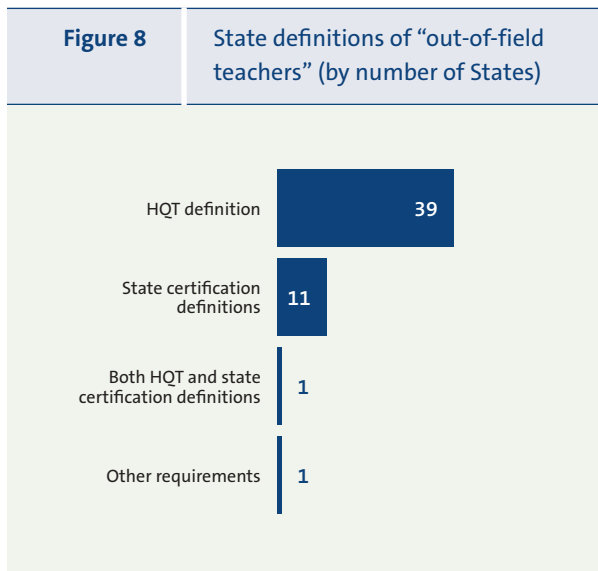 Figure 8
State definitions of “out-of-field
teachers” (by number of States)
HQT definition
39
State certification
definitions
11
Both HQT and state
certification definitions
1
Other requirements
1